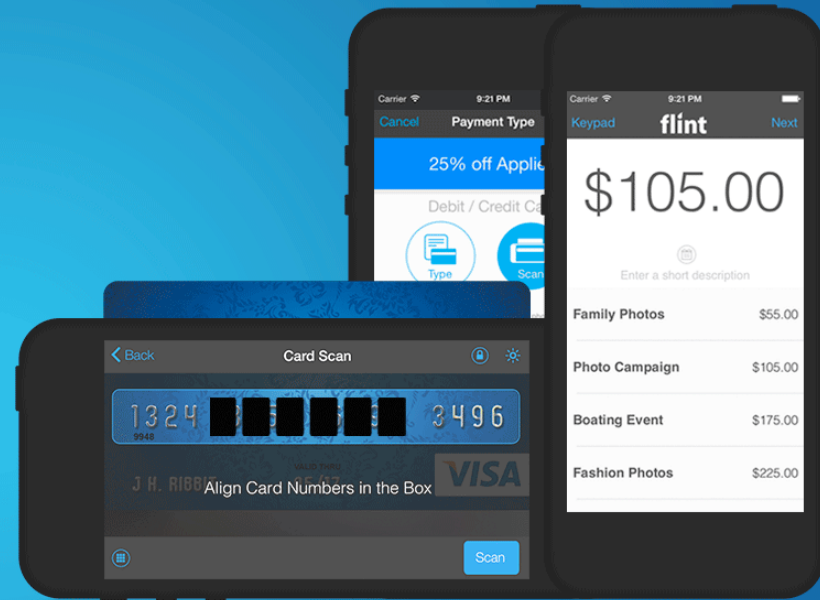 Carrier 9:21 PM
Cancel Payment Type
25% off Applie
Debit / Credit Ca
Type Scan
Carrier 9:21 PM
Keypad flint Next
$105.00
Enter a short description
Family Photos $55.00
Photo Campaign $105.00
Boating Event $175.00
Fashion Photos $225.00
Back Card Scan
1324 3496
9948
VALID THRU
J H. RIBBIT
VISA
Align Card Numbers in the Box
Scan